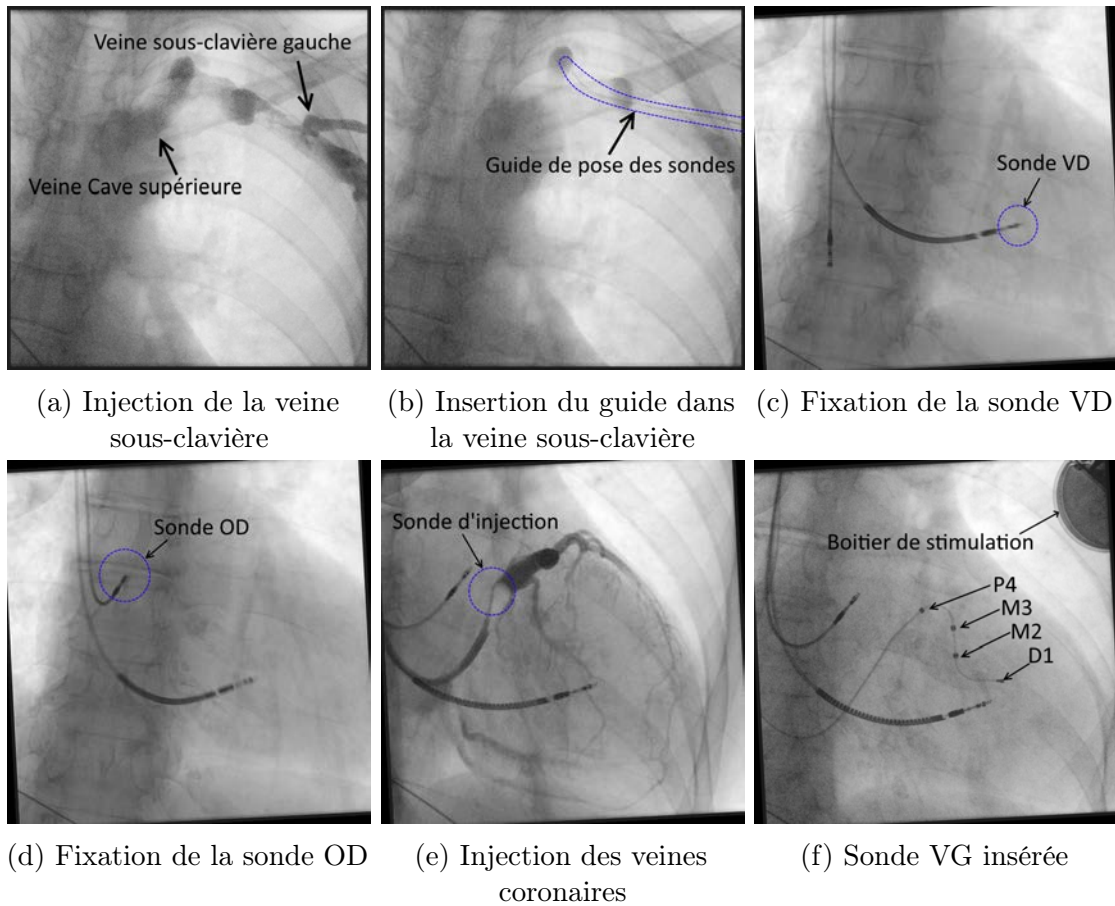 Veine sous-clavière gauche
Veine Cave supérieure
Guide de pose des sondes
Sonde VD
(a) Injection de la veine
sous-clavière
(b) Insertion du guide dans
la veine sous-clavière
(c) Fixation de la sonde VD
Sonde OD
Sonde d'injection
Boitier de stimulation
P4
M3
M2
D1
(d) Fixation de la sonde OD
(e) Injection des veines
coronaires
(f) Sonde VG insérée